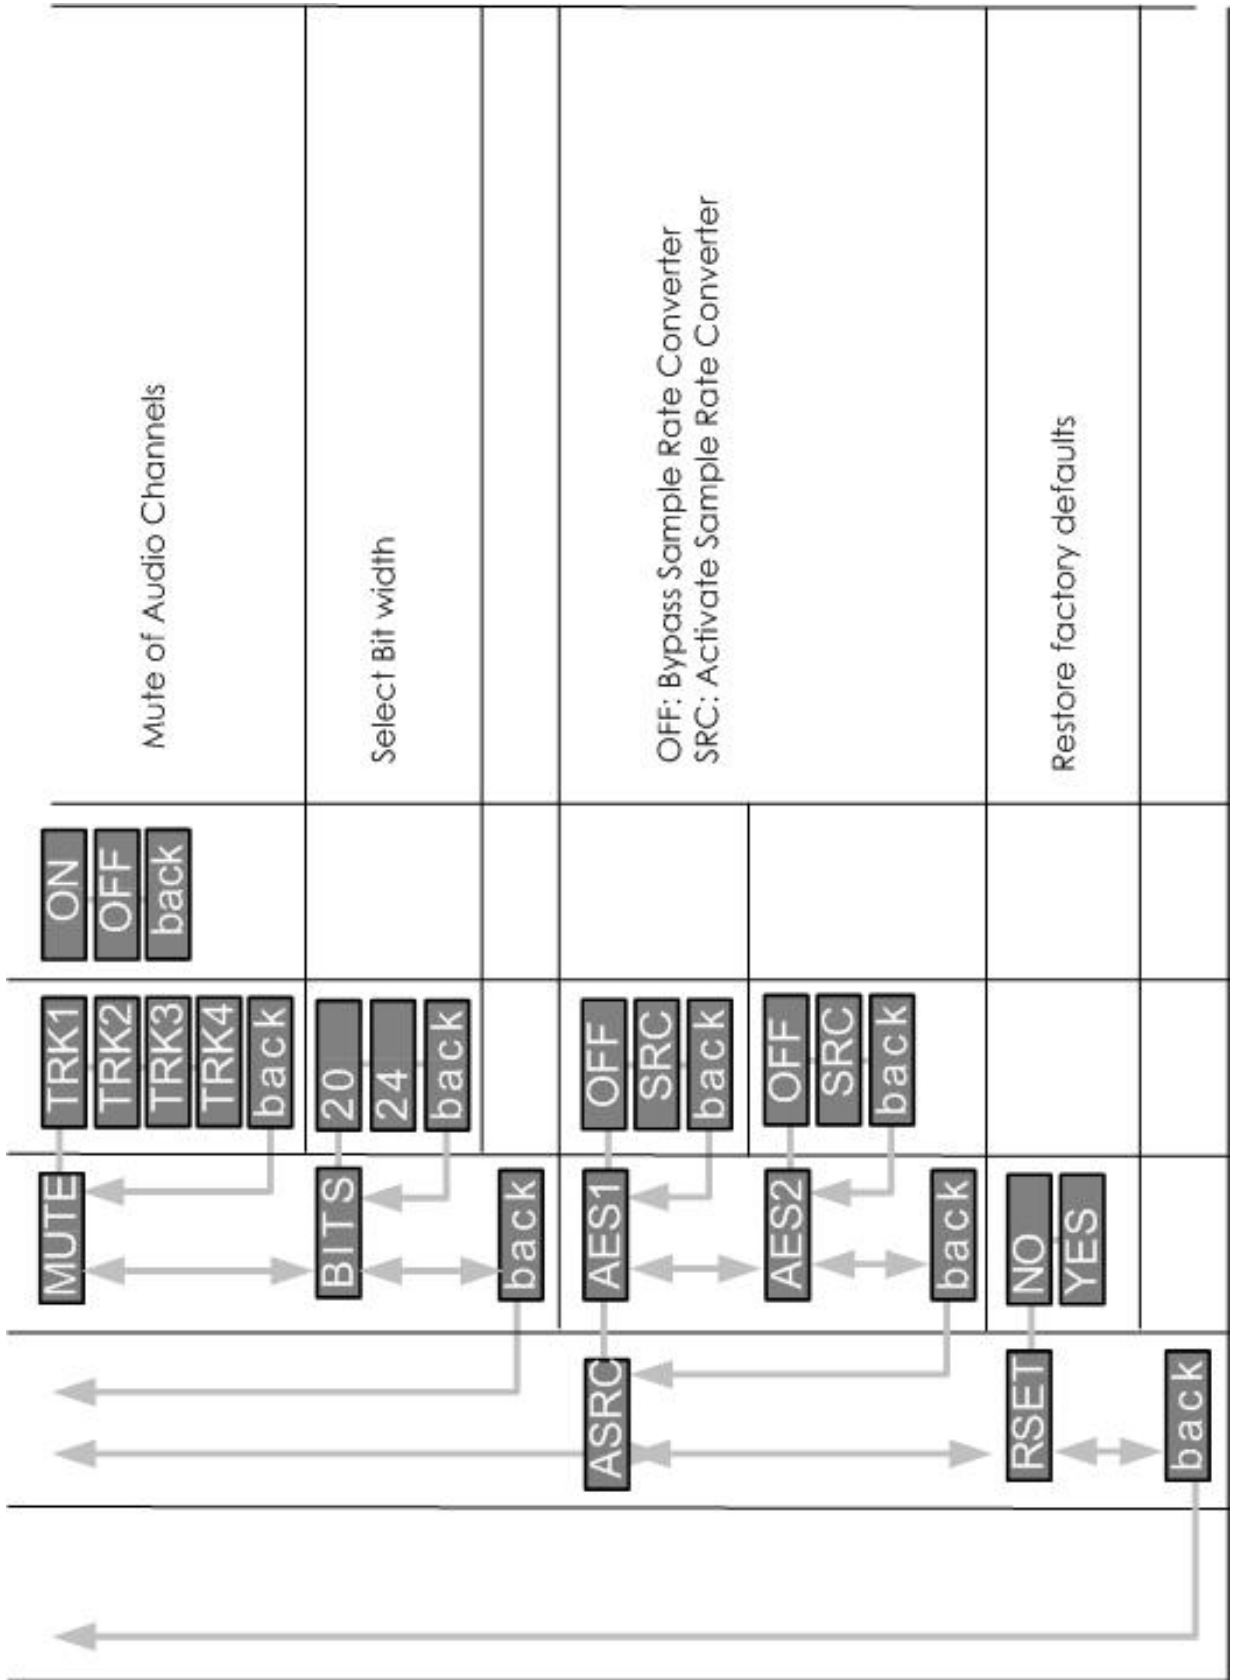 MUTE
TRK1
TRK2
TRK3
TRK4
back
ON
OFF
back
Mute of Audio Channels
BITS
20
24
back
Select Bit width
back
ASRC
AES1
OFF
SRC
back
OFF: Bypass Sample Rate Converter
SRC: Activate Sample Rate Converter
AES2
OFF
SRC
back
back
RSET
NO
YES
Restore factory defaults
back